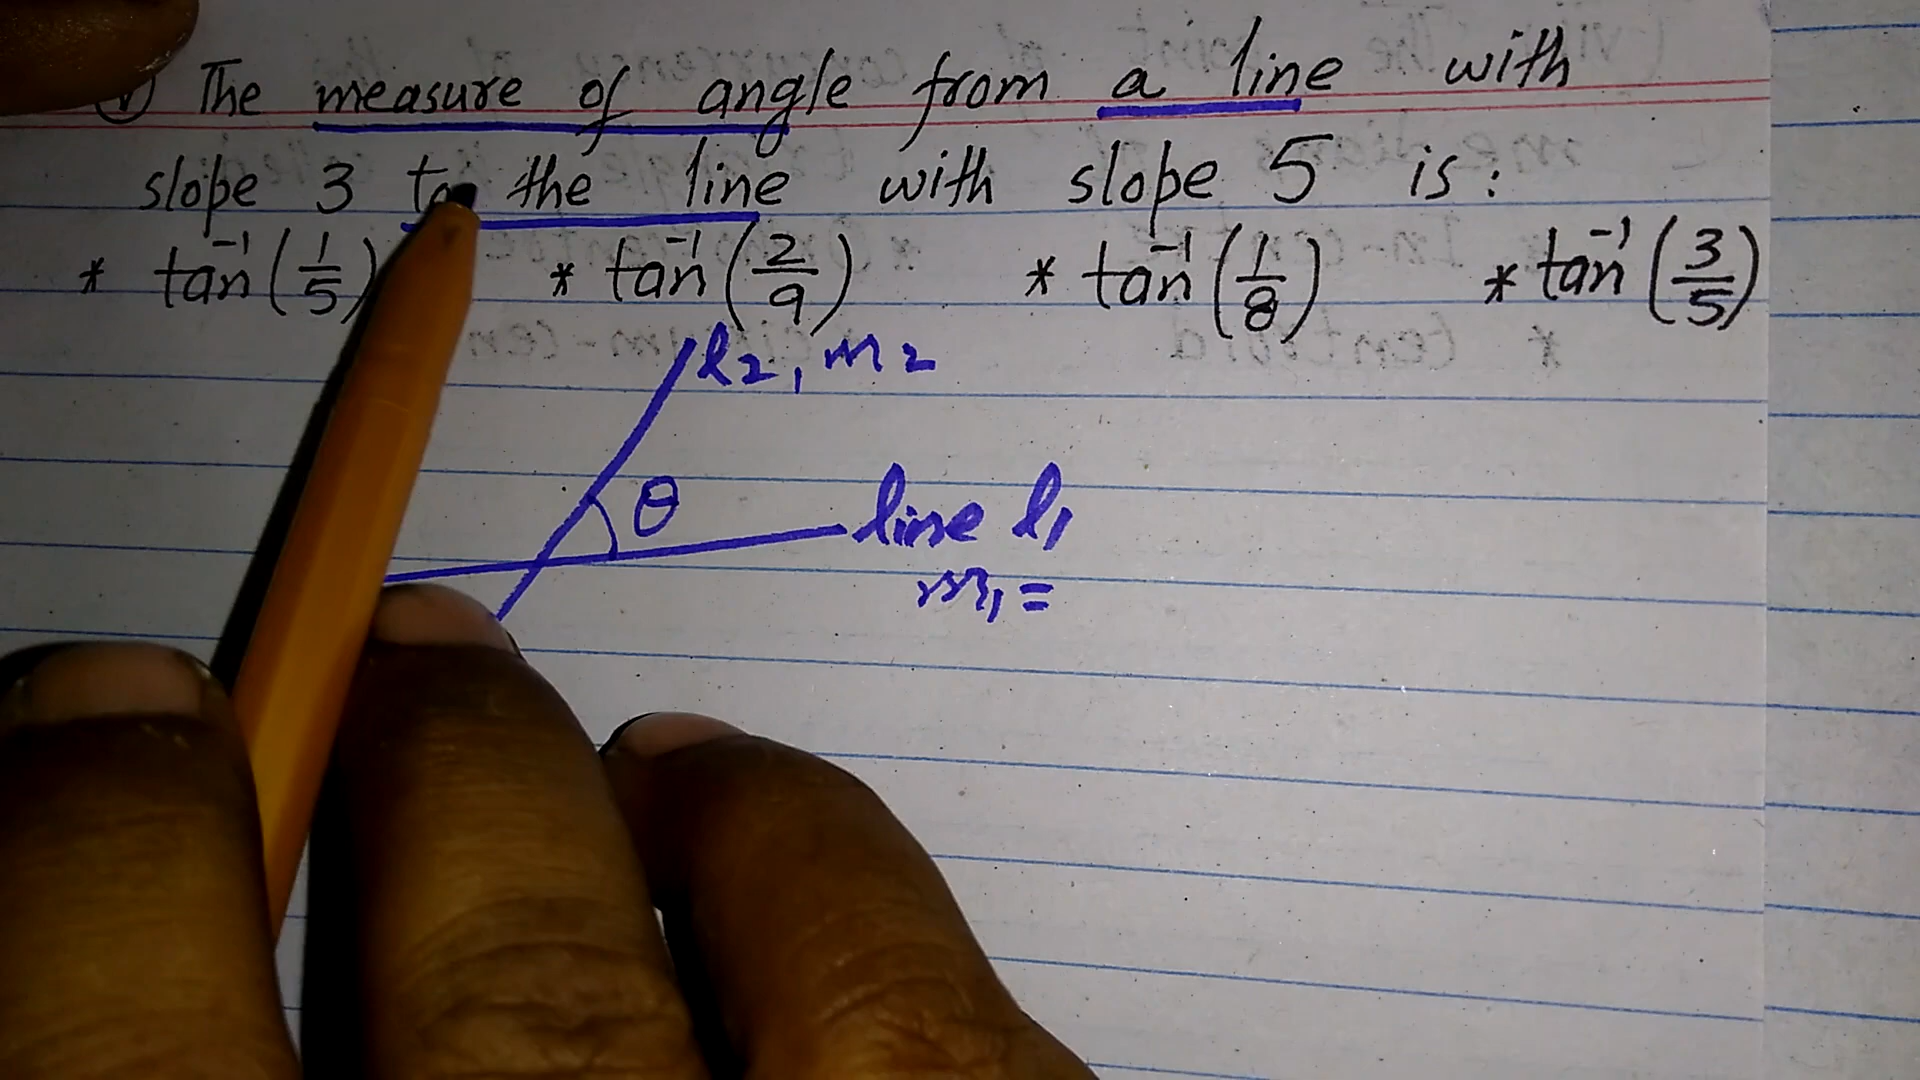 (v) The measure of angle from a line with
slope 3 to the line with slope 5 is:
* tan⁻¹(1/5) * tan⁻¹(2/9) * tan⁻¹(1/8) * tan⁻¹(3/5)
l₂, m₂
θ
line l₁
m₁ =